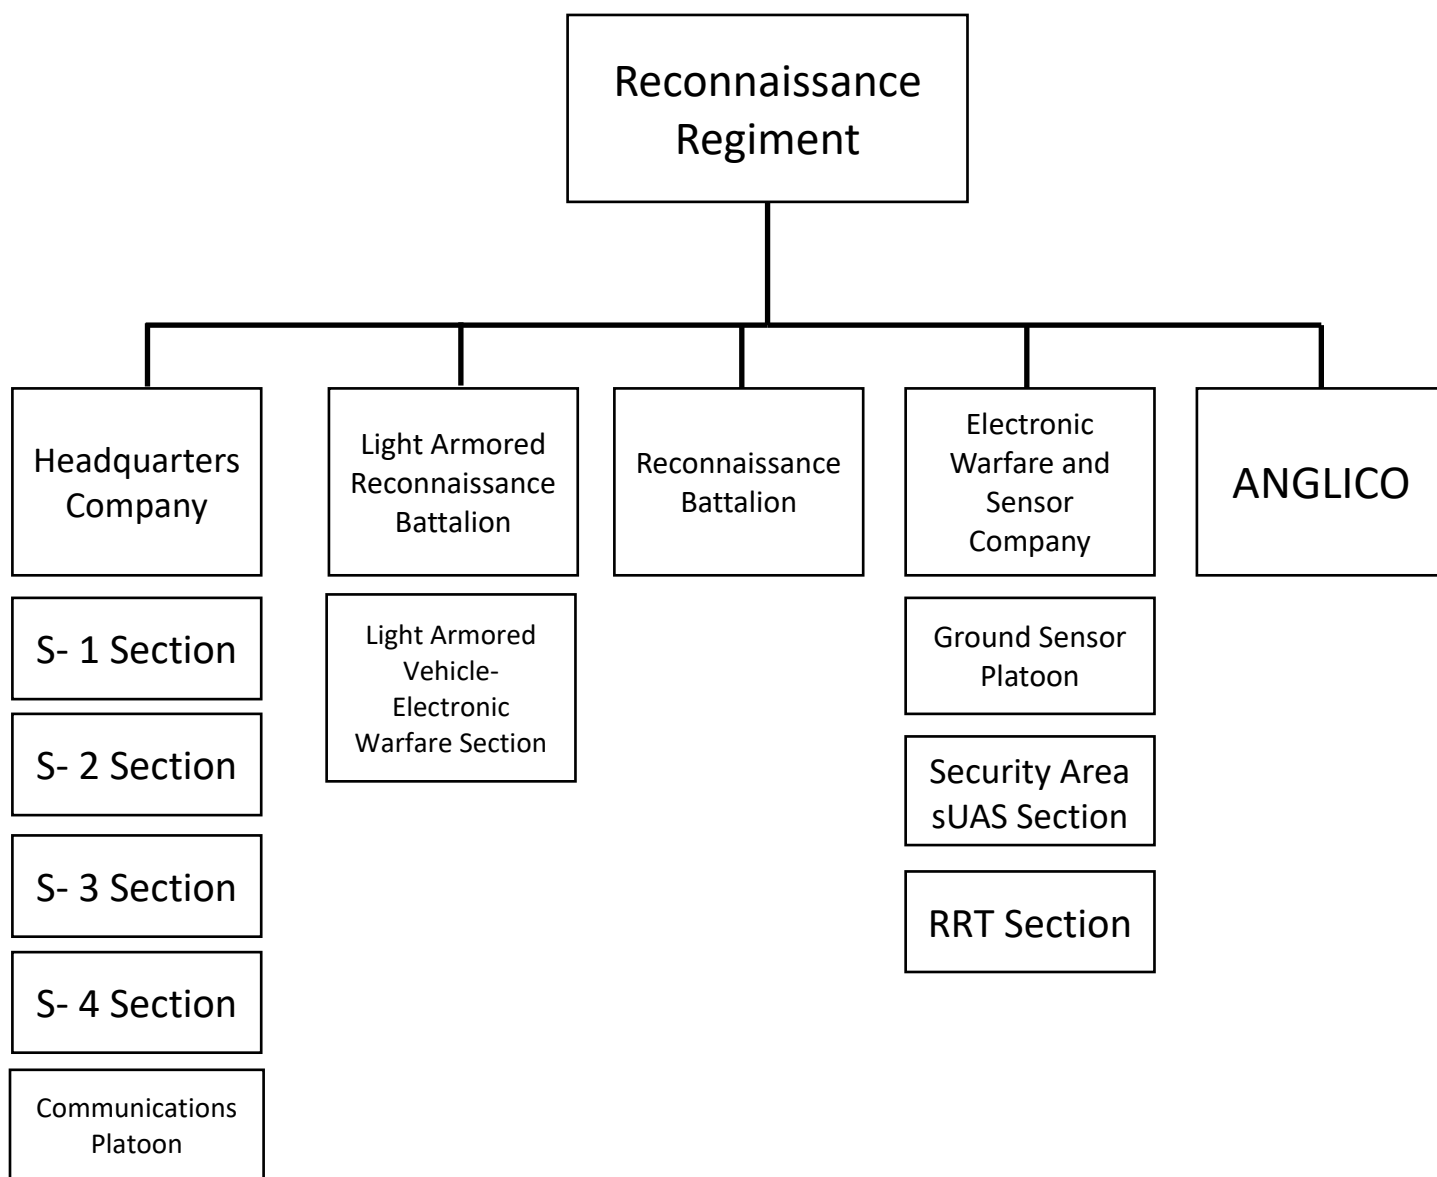 Reconnaissance
Regiment
Headquarters
Company
Light Armored
Reconnaissance
Battalion
Reconnaissance
Battalion
Electronic
Warfare and
Sensor
Company
ANGLICO
S- 1 Section
S- 2 Section
S- 3 Section
S- 4 Section
Communications
Platoon
Light Armored
Vehicle-
Electronic
Warfare Section
Ground Sensor
Platoon
Security Area
sUAS Section
RRT Section